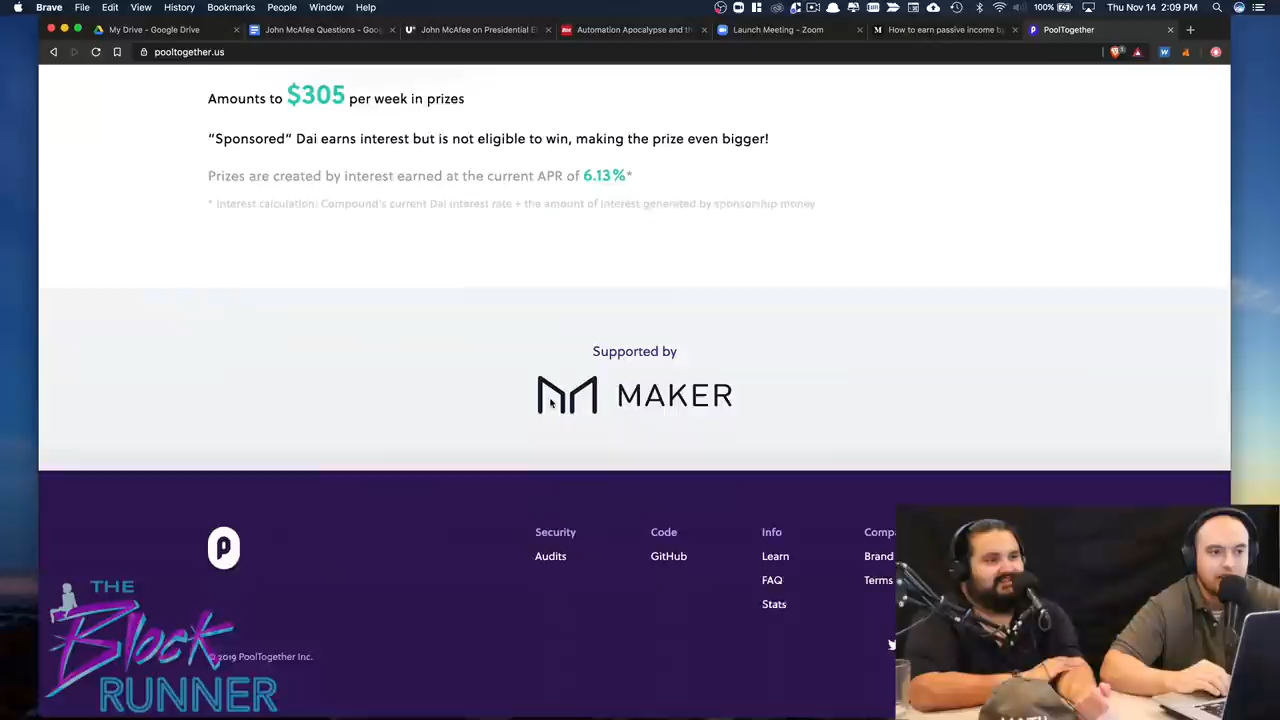 Brave File Edit View History Bookmarks People Window Help 100% Thu Nov 14 2:09 PM
My Drive - Google Drive John McAfee Questions - Goog John McAfee on Presidential El Automation Apocalypse and th Launch Meeting - Zoom How to earn passive income by PoolTogether
pooltogether.us
Amounts to $305 per week in prizes
"Sponsored" Dai earns interest but is not eligible to win, making the prize even bigger!
Prizes are created by interest earned at the current APR of 6.13%*
* Interest calculation: Compound's current Dai interest rate + the amount of interest generated by sponsorship money
Supported by
MAKER
Security Code Info Compa
Audits GitHub Learn Brand
FAQ Terms
Stats
© 2019 PoolTogether Inc.
THE
Block
RUNNER